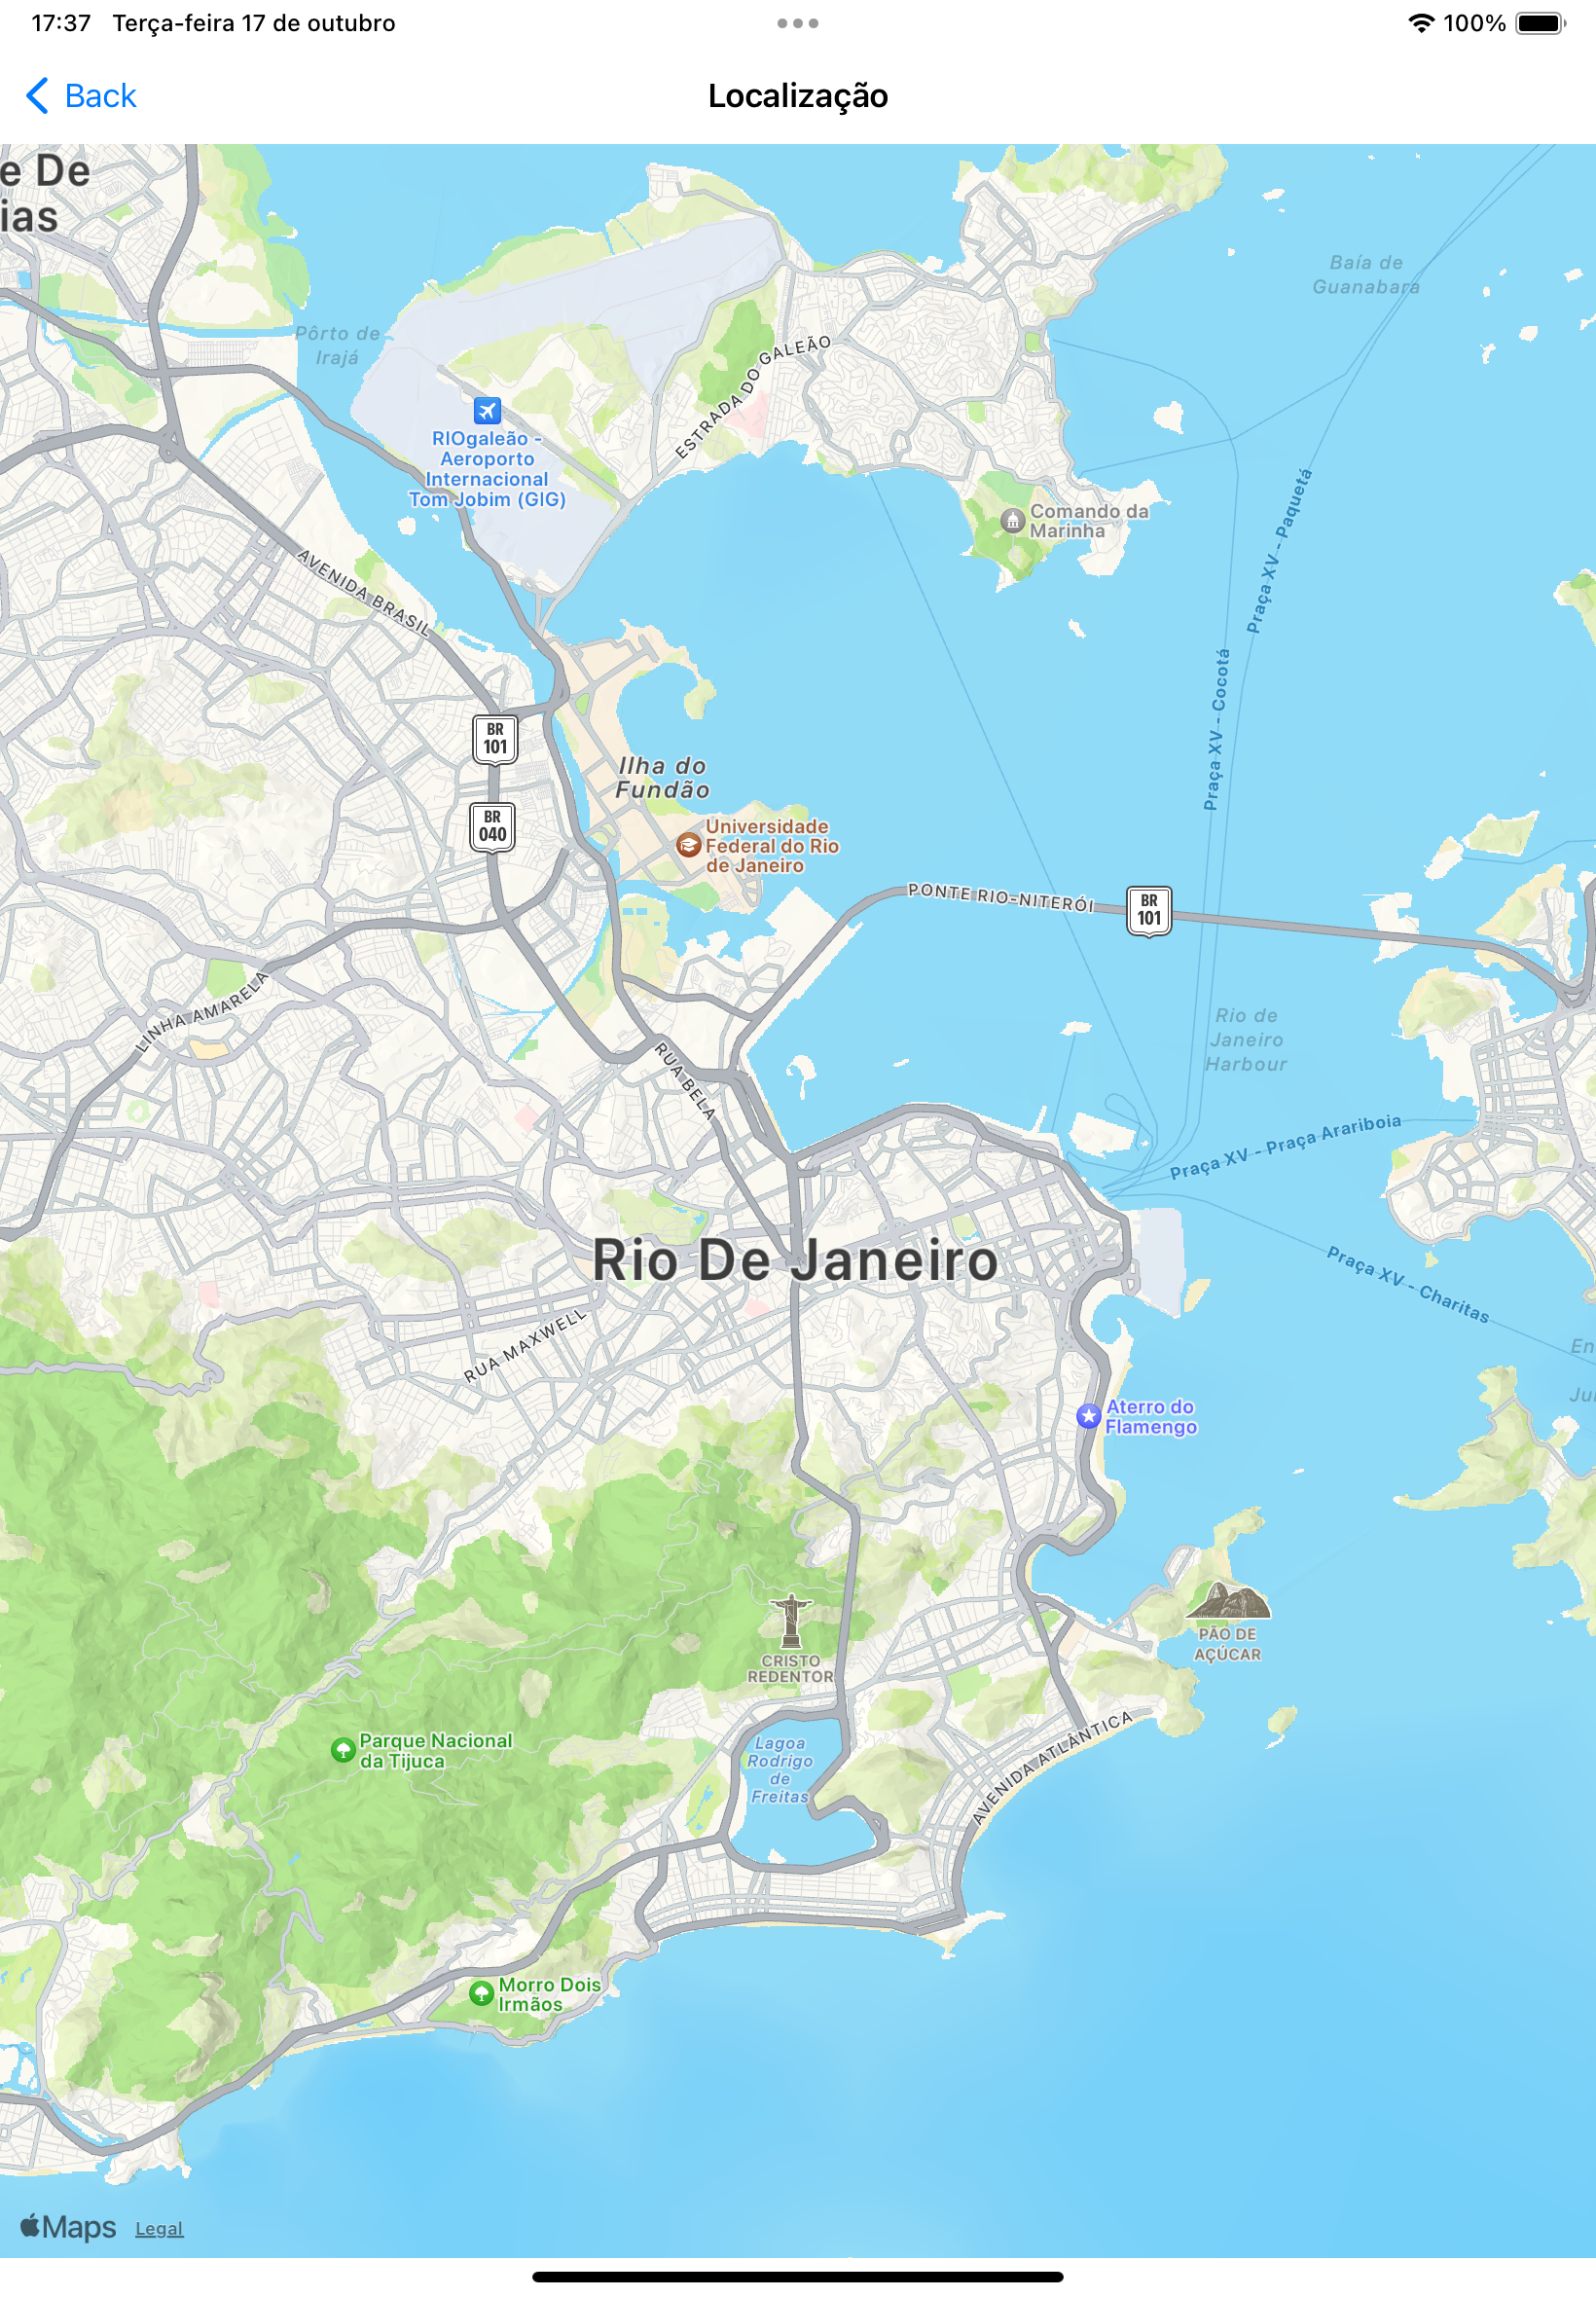 17:37 Terça-feira 17 de outubro
100%
Back
Localização
e De
ias
Baía de
Guanabara
Pôrto de
Irajá
ESTRADA DO GALEÃO
RIOgaleão -
Aeroporto
Internacional
Tom Jobim (GIG)
Comando da
Marinha
Praça XV - Paquetá
AVENIDA BRASIL
Praça XV - Cocotá
BR
101
Ilha do
Fundão
BR
040
Universidade
Federal do Rio
de Janeiro
PONTE RIO-NITERÓI
BR
101
LINHA AMARELA
Rio de
Janeiro
Harbour
RUA BELA
Praça XV - Praça Arariboia
Rio De Janeiro
Praça XV - Charitas
RUA MAXWELL
En
Ju
Aterro do
Flamengo
CRISTO
REDENTOR
PÃO DE
AÇÚCAR
Parque Nacional
da Tijuca
Lagoa
Rodrigo
de
Freitas
AVENIDA ATLÂNTICA
Morro Dois
Irmãos
Maps
Legal